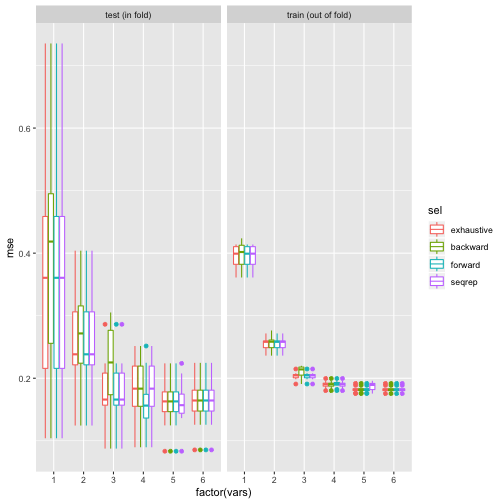 test (in fold)
train (out of fold)
mse
0.6
0.4
0.2
1 2 3 4 5 6
1 2 3 4 5 6
factor(vars)
sel
exhaustive
backward
forward
seqrep